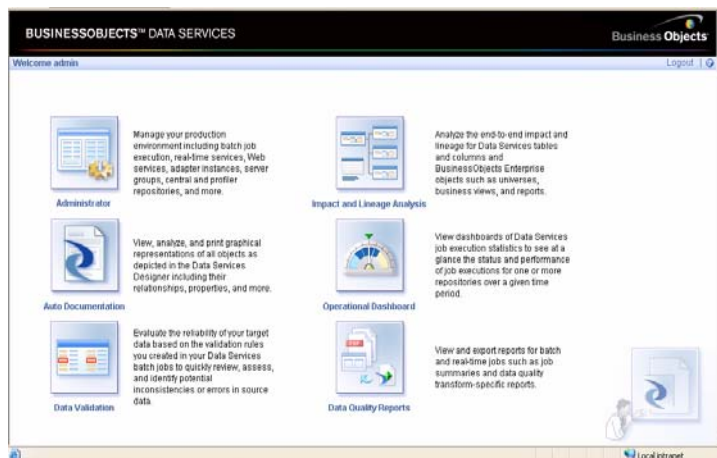 BUSINESSOBJECTS™ DATA SERVICES
Business Objects
Welcome admin
Logout |
Manage your production
environment including batch job
execution, real-time services, Web
services, adapter instances, server
groups, central and profiler
repositories, and more.
Administrator
Analyze the end-to-end impact and
lineage for Data Services tables
and columns and
BusinessObjects Enterprise
objects such as universes,
business views, and reports.
Impact and Lineage Analysis
View, analyze, and print graphical
representations of all objects as
depicted in the Data Services
Designer including their
relationships, properties, and more.
Auto Documentation
View dashboards of Data Services
job execution statistics to see at a
glance the status and performance
of job executions for one or more
repositories over a given time
period.
Operational Dashboard
Evaluate the reliability of your target
data based on the validation rules
you created in your Data Services
batch jobs to quickly review, assess,
and identify potential
inconsistencies or errors in source
data.
Data Validation
View and export reports for batch
and real-time jobs such as job
summaries and data quality
transform-specific reports.
Data Quality Reports
Local intranet